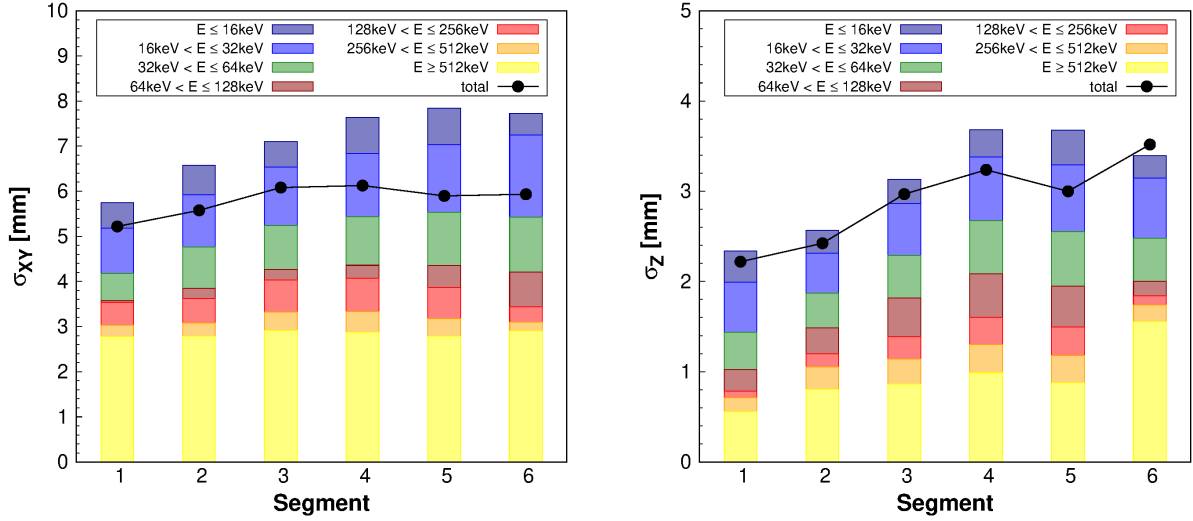 10
9
8
7
6
5
4
3
2
1
0
σXY [mm]
E ≤ 16keV
16keV < E ≤ 32keV
32keV < E ≤ 64keV
64keV < E ≤ 128keV
128keV < E ≤ 256keV
256keV < E ≤ 512keV
E ≥ 512keV
total
1 2 3 4 5 6
Segment
5
4
3
2
1
0
σZ [mm]
E ≤ 16keV
16keV < E ≤ 32keV
32keV < E ≤ 64keV
64keV < E ≤ 128keV
128keV < E ≤ 256keV
256keV < E ≤ 512keV
E ≥ 512keV
total
1 2 3 4 5 6
Segment